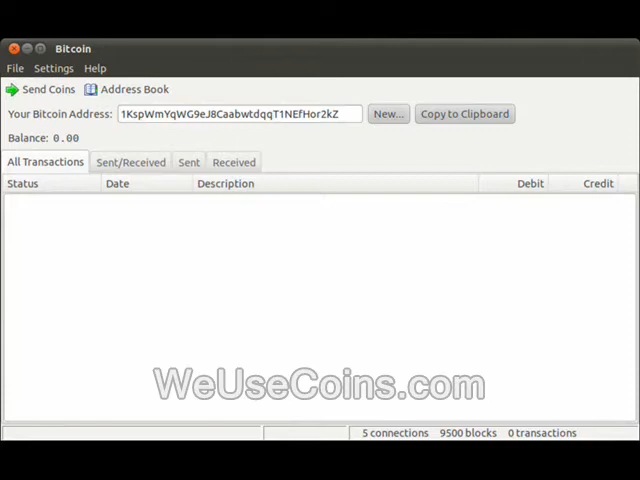 Bitcoin
File Settings Help
Send Coins Address Book
Your Bitcoin Address: 1KspWmYqWG9eJ8CaabwtdqqT1NEfHor2kZ New... Copy to Clipboard
Balance: 0.00
All Transactions Sent/Received Sent Received
Status Date Description Debit Credit
WeUseCoins.com
5 connections 9500 blocks 0 transactions